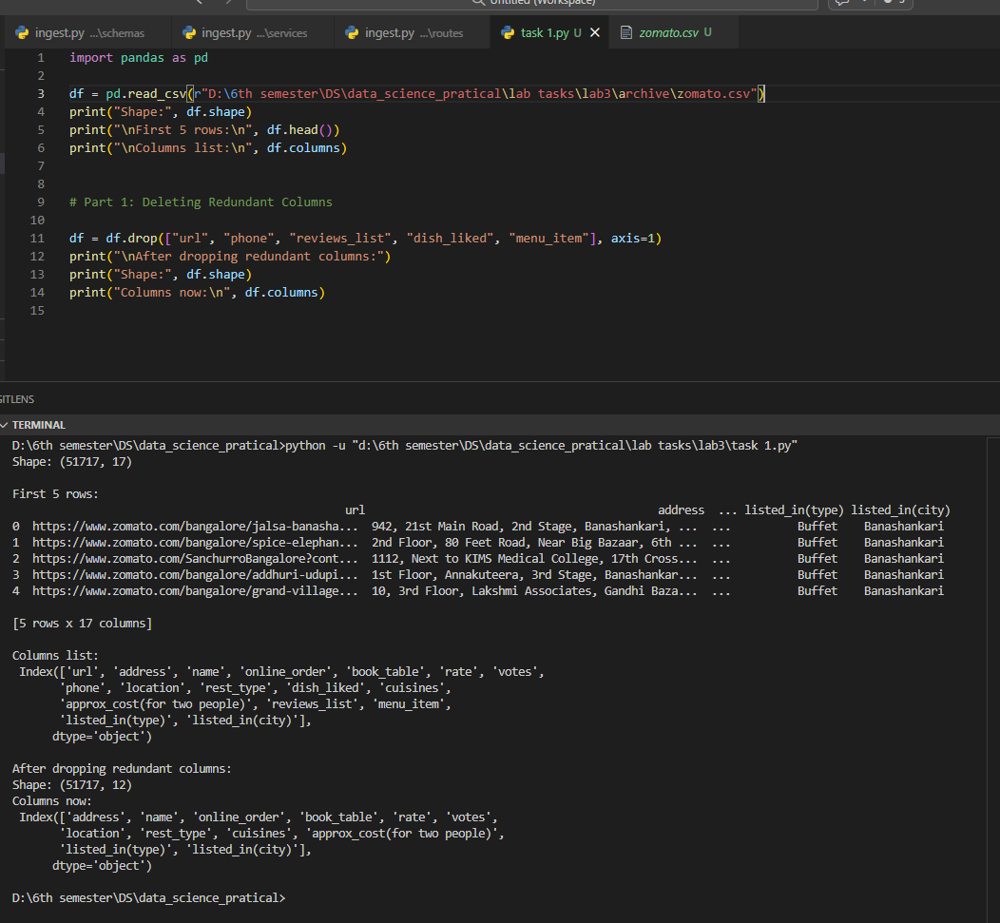 Untitled (Workspace)
ingest.py ...\schemas
ingest.py ...\services
ingest.py ...\routes
task 1.py U
zomato.csv U
1 import pandas as pd
2
3 df = pd.read_csv(r"D:\6th semester\DS\data_science_pratical\lab tasks\lab3\archive\zomato.csv")
4 print("Shape:", df.shape)
5 print("\nFirst 5 rows:\n", df.head())
6 print("\nColumns list:\n", df.columns)
7
8
9 # Part 1: Deleting Redundant Columns
10
11 df = df.drop(["url", "phone", "reviews_list", "dish_liked", "menu_item"], axis=1)
12 print("\nAfter dropping redundant columns:")
13 print("Shape:", df.shape)
14 print("Columns now:\n", df.columns)
15
GITLENS
TERMINAL
D:\6th semester\DS\data_science_pratical>python -u "d:\6th semester\DS\data_science_pratical\lab tasks\lab3\task 1.py"
Shape: (51717, 17)
First 5 rows:
url address ... listed_in(type) listed_in(city)
0 https://www.zomato.com/bangalore/jalsa-banasha... 942, 21st Main Road, 2nd Stage, Banashankari, ... ... Buffet Banashankari
1 https://www.zomato.com/bangalore/spice-elephan... 2nd Floor, 80 Feet Road, Near Big Bazaar, 6th ... ... Buffet Banashankari
2 https://www.zomato.com/SanchurroBangalore?cont... 1112, Next to KIMS Medical College, 17th Cross... ... Buffet Banashankari
3 https://www.zomato.com/bangalore/addhuri-udupi... 1st Floor, Annakuteera, 3rd Stage, Banashankar... ... Buffet Banashankari
4 https://www.zomato.com/bangalore/grand-village... 10, 3rd Floor, Lakshmi Associates, Gandhi Baza... ... Buffet Banashankari
[5 rows x 17 columns]
Columns list:
Index(['url', 'address', 'name', 'online_order', 'book_table', 'rate', 'votes',
'phone', 'location', 'rest_type', 'dish_liked', 'cuisines',
'approx_cost(for two people)', 'reviews_list', 'menu_item',
'listed_in(type)', 'listed_in(city)'],
dtype='object')
After dropping redundant columns:
Shape: (51717, 12)
Columns now:
Index(['address', 'name', 'online_order', 'book_table', 'rate', 'votes',
'location', 'rest_type', 'cuisines', 'approx_cost(for two people)',
'listed_in(type)', 'listed_in(city)'],
dtype='object')
D:\6th semester\DS\data_science_pratical>